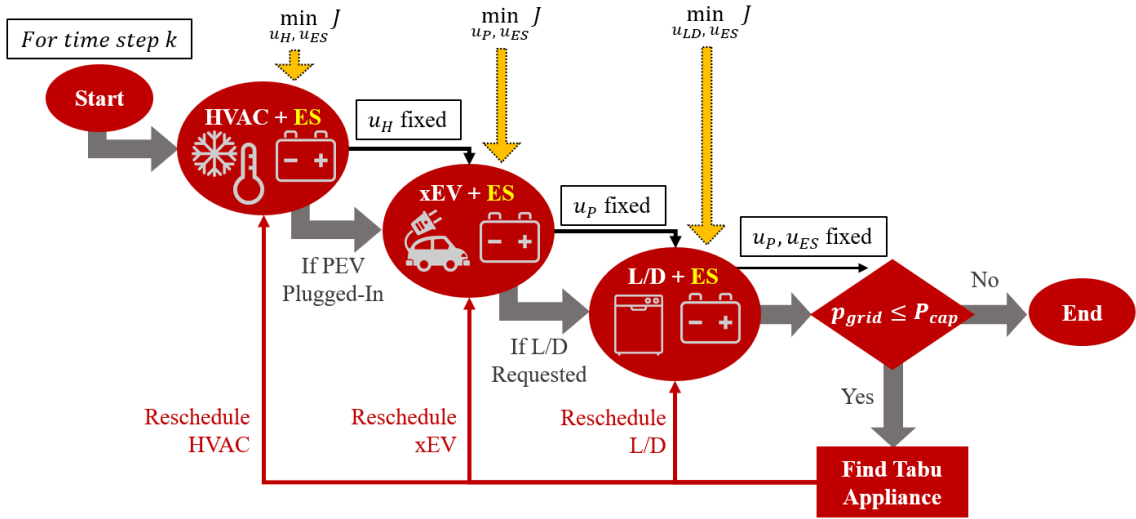 For time step k
Start
min J
u_H, u_ES
min J
u_P, u_ES
min J
u_LD, u_ES
HVAC + ES
u_H fixed
xEV + ES
u_P fixed
If PEV
Plugged-In
L/D + ES
u_P, u_ES fixed
If L/D
Requested
p_grid ≤ P_cap
No
End
Yes
Reschedule
HVAC
Reschedule
xEV
Reschedule
L/D
Find Tabu
Appliance